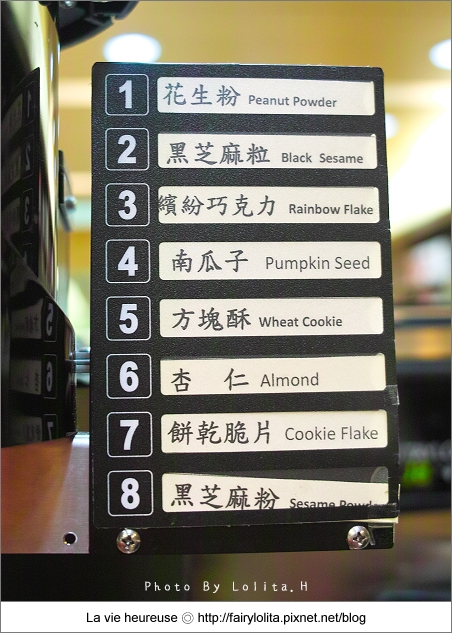 1 花生粉 Peanut Powder
2 黑芝麻粒 Black Sesame
3 繽紛巧克力 Rainbow Flake
4 南瓜子 Pumpkin Seed
5 方塊酥 Wheat Cookie
6 杏 仁 Almond
7 餅乾脆片 Cookie Flake
8 黑芝麻粉 Sesame Powder
Photo By Lolita.H
La vie heureuse ◎ http://fairylolita.pixnet.net/blog